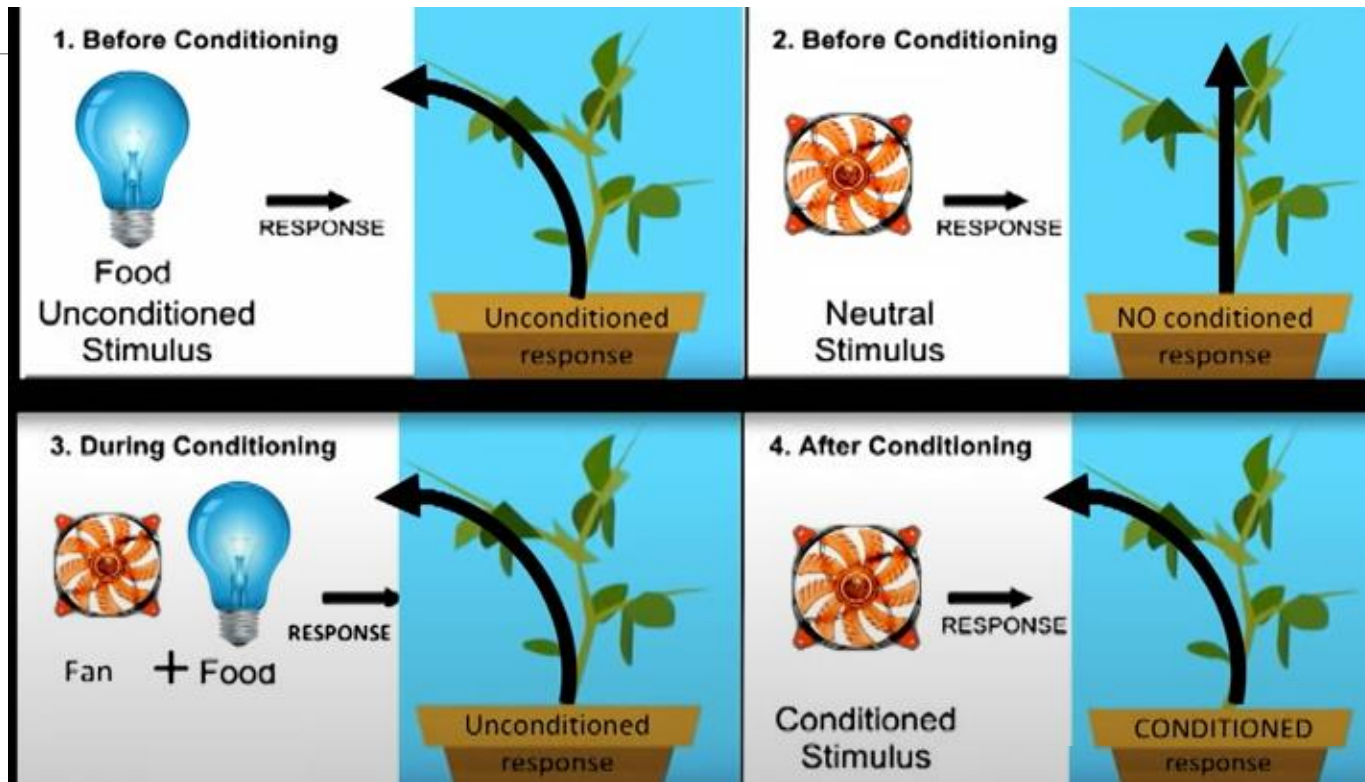 1. Before Conditioning
RESPONSE
Food
Unconditioned
Stimulus
Unconditioned
response
2. Before Conditioning
RESPONSE
Neutral
Stimulus
NO conditioned
response
3. During Conditioning
RESPONSE
Fan + Food
Unconditioned
response
4. After Conditioning
RESPONSE
Conditioned
Stimulus
CONDITIONED
response